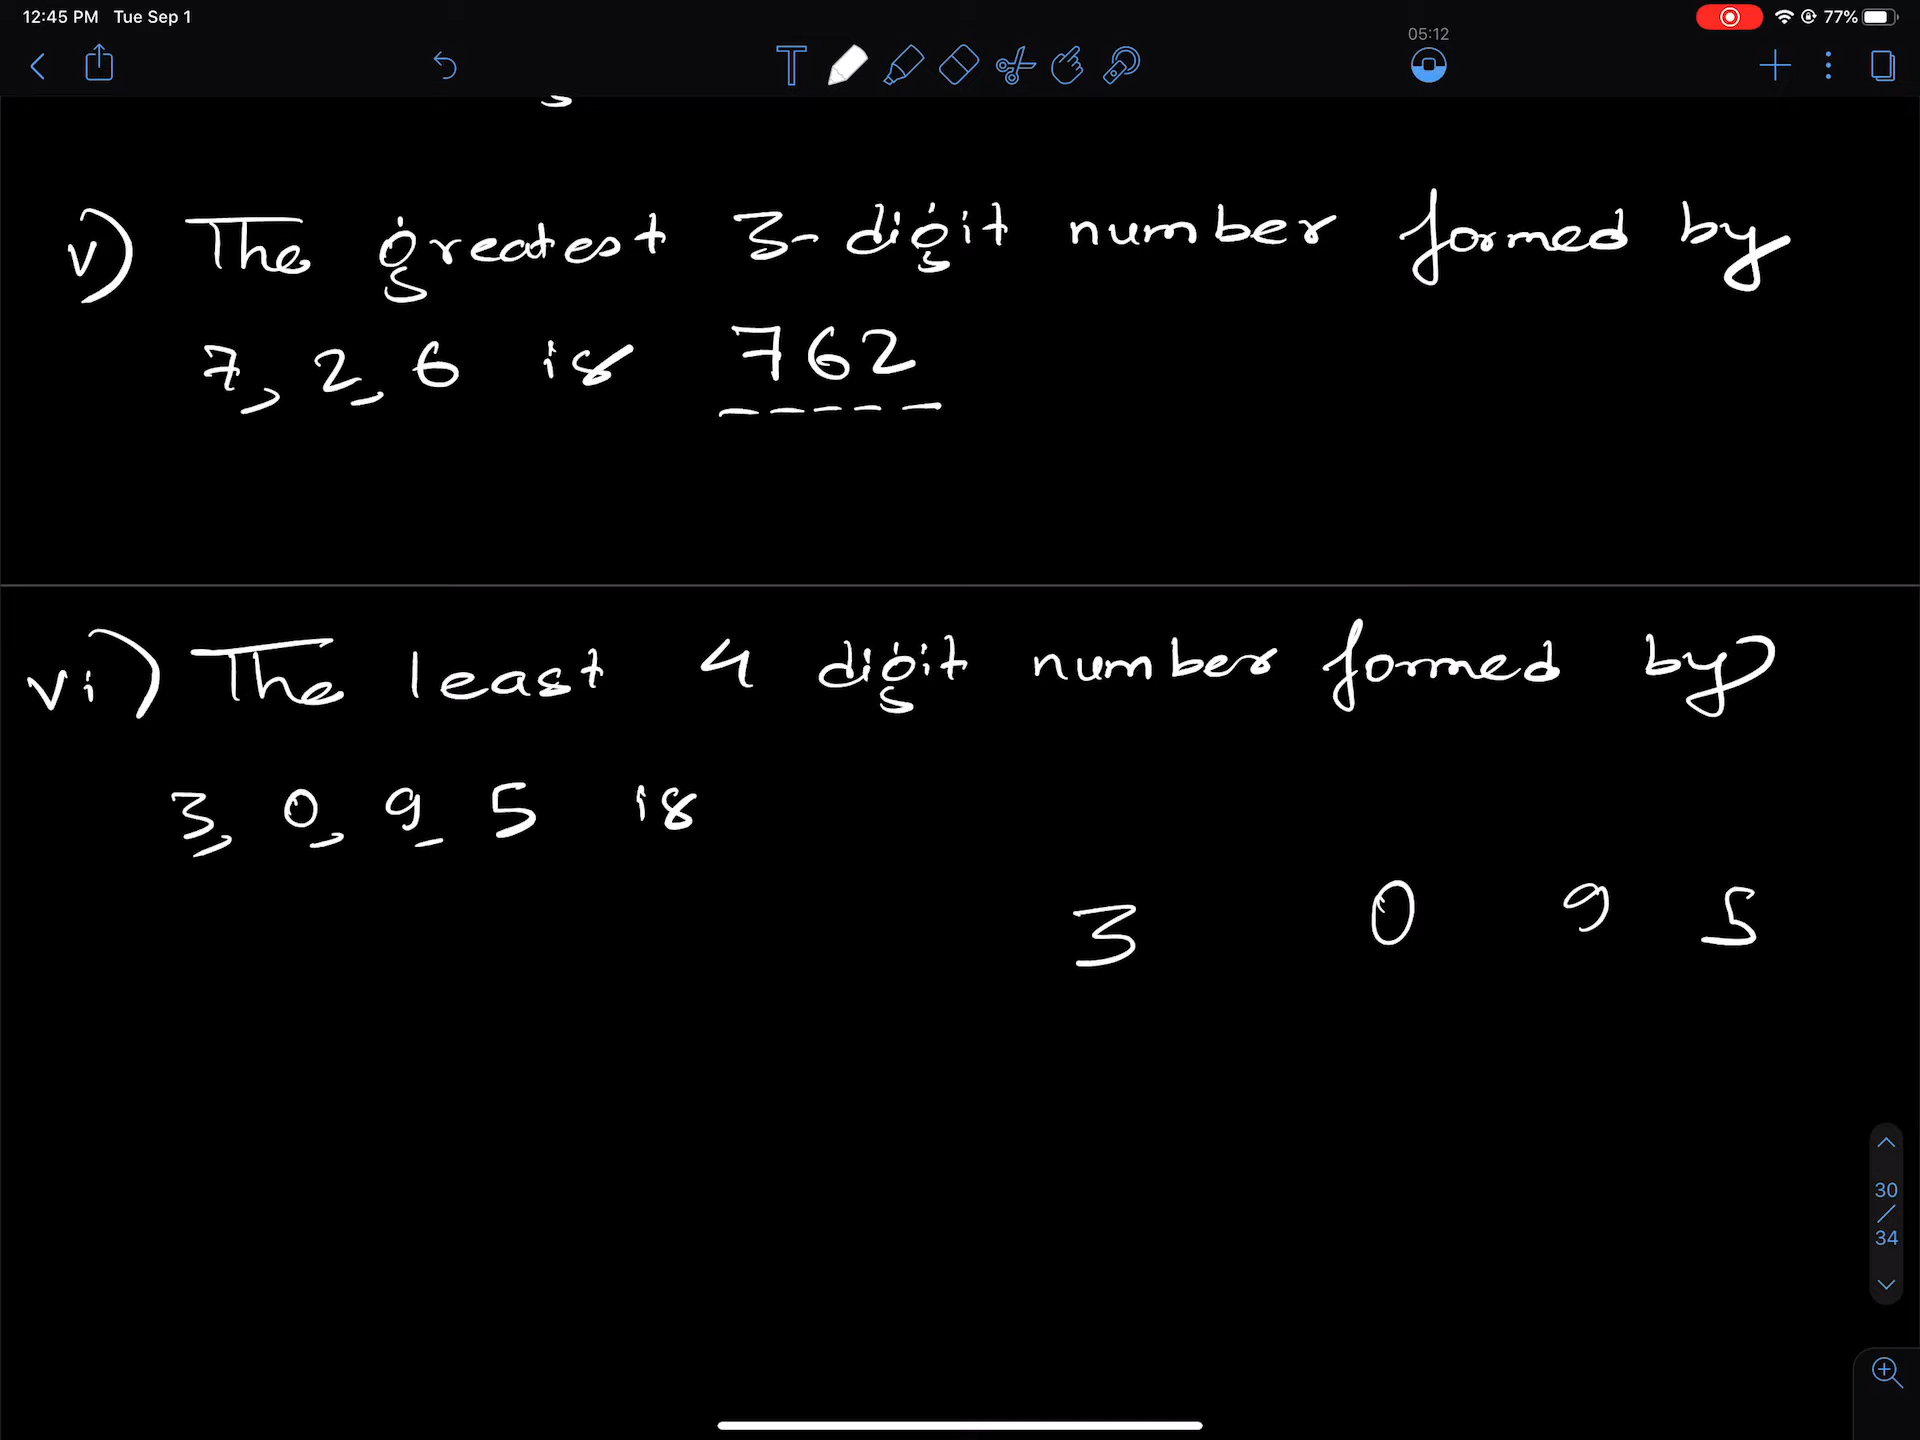 12:45 PM Tue Sep 1
77%
05:12
v) The greatest 3-digit number formed by
7, 2, 6 is 762
vi) The least 4 digit number formed by
3, 0, 9, 5 is
3 0 9 5
30
/
34